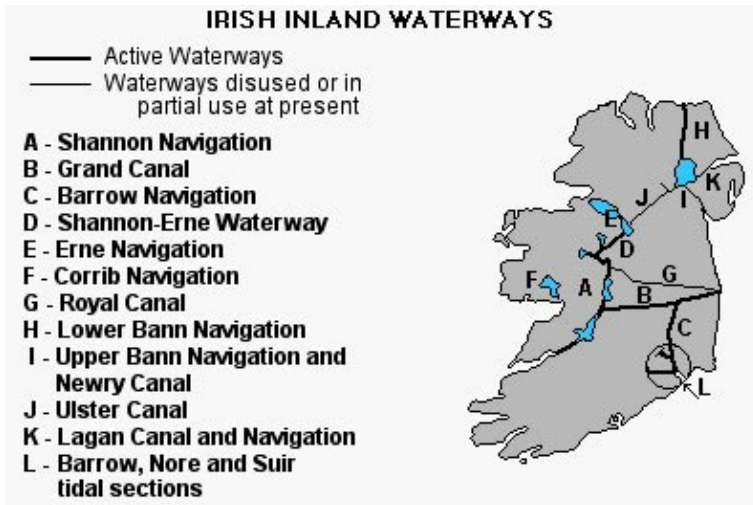 IRISH INLAND WATERWAYS
Active Waterways
Waterways disused or in
partial use at present
A - Shannon Navigation
B - Grand Canal
C - Barrow Navigation
D - Shannon-Erne Waterway
E - Erne Navigation
F - Corrib Navigation
G - Royal Canal
H - Lower Bann Navigation
I - Upper Bann Navigation and
Newry Canal
J - Ulster Canal
K - Lagan Canal and Navigation
L - Barrow, Nore and Suir
tidal sections
H
K
J
I
E
D
G
F
A
B
C
L